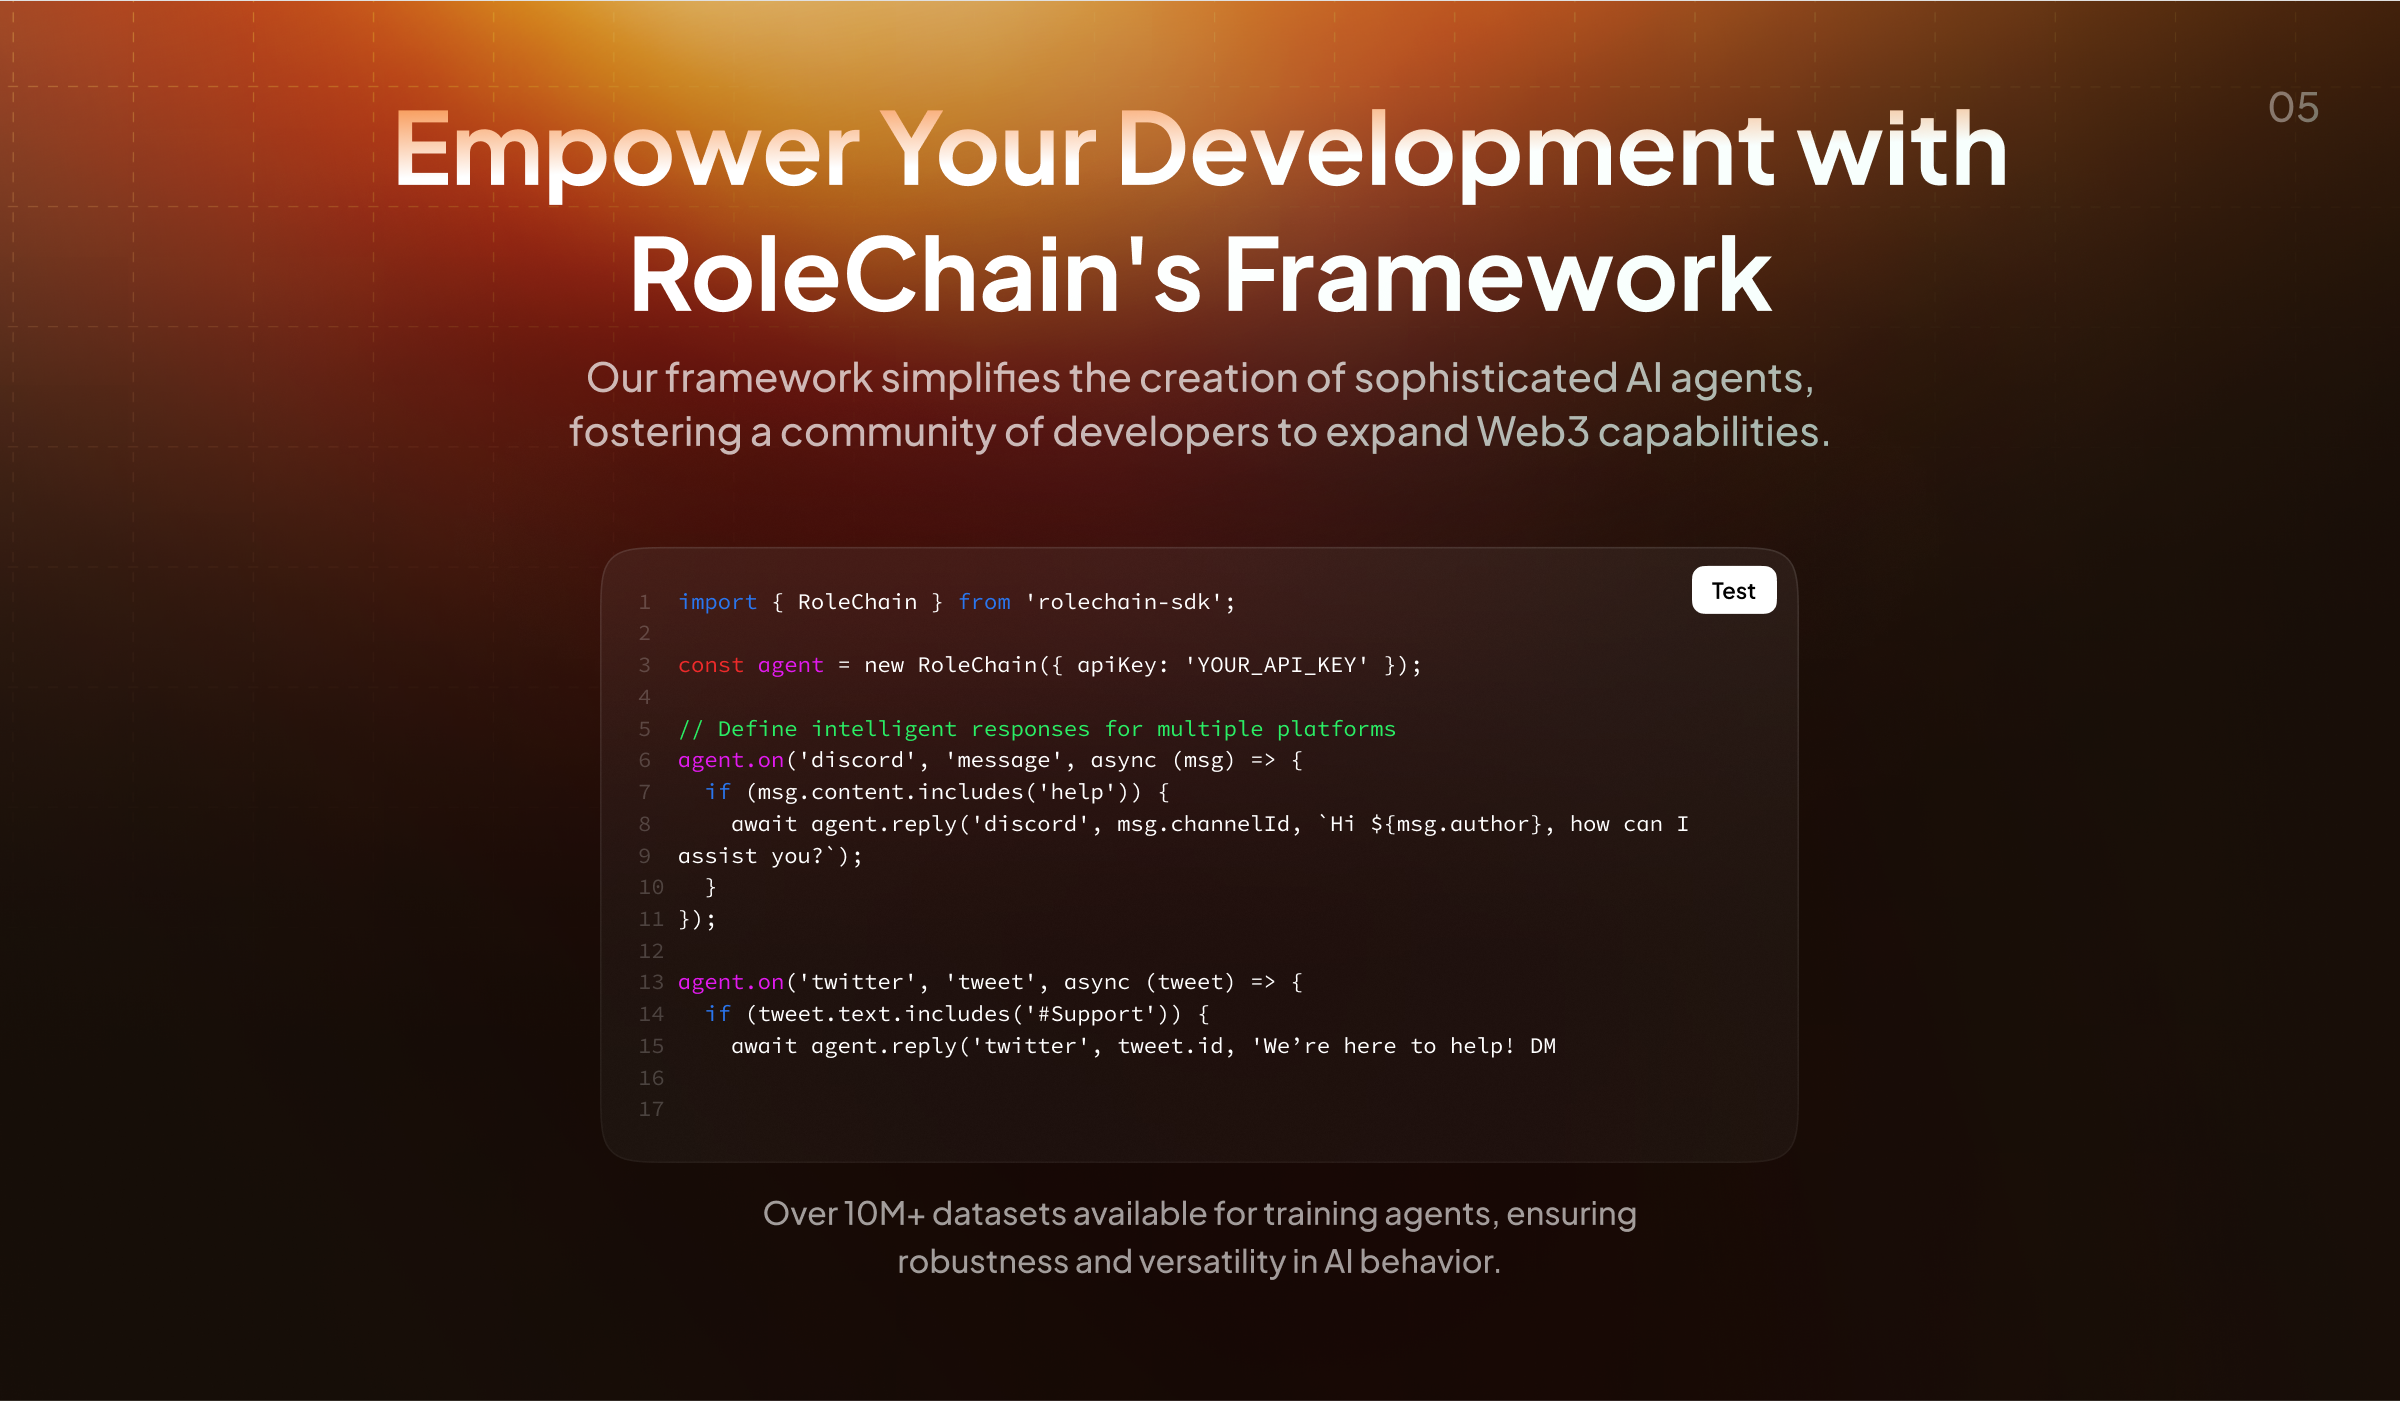 05
Empower Your Development with
RoleChain's Framework
Our framework simplifies the creation of sophisticated AI agents,
fostering a community of developers to expand Web3 capabilities.
Test
1 import { RoleChain } from 'rolechain-sdk';
2
3 const agent = new RoleChain({ apiKey: 'YOUR_API_KEY' });
4
5 // Define intelligent responses for multiple platforms
6 agent.on('discord', 'message', async (msg) => {
7   if (msg.content.includes('help')) {
8     await agent.reply('discord', msg.channelId, `Hi ${msg.author}, how can I
9 assist you?`);
10   }
11 });
12
13 agent.on('twitter', 'tweet', async (tweet) => {
14   if (tweet.text.includes('#Support')) {
15     await agent.reply('twitter', tweet.id, 'We’re here to help! DM
16
17
Over 10M+ datasets available for training agents, ensuring
robustness and versatility in AI behavior.